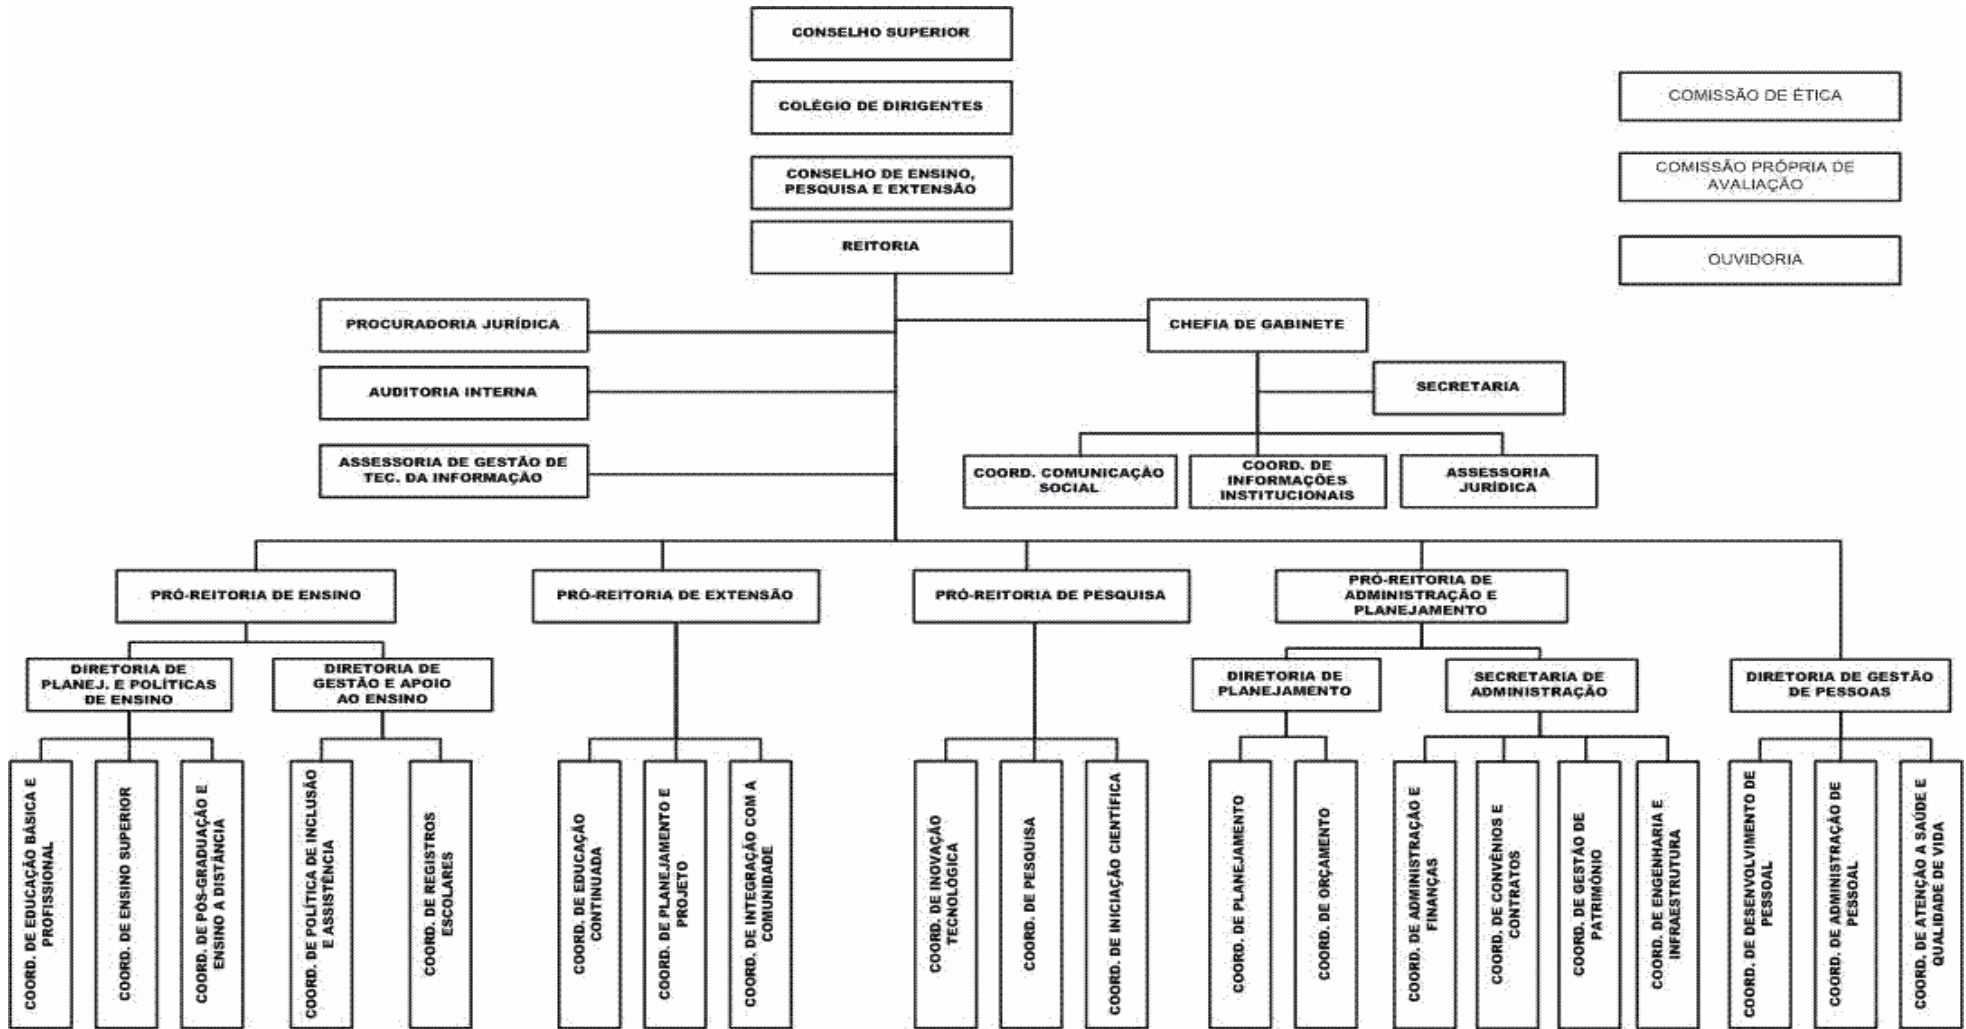 CONSELHO SUPERIOR
COLÉGIO DE DIRIGENTES
CONSELHO DE ENSINO,
PESQUISA E EXTENSÃO
REITORIA
COMISSÃO DE ÉTICA
COMISSÃO PRÓPRIA DE
AVALIAÇÃO
OUVIDORIA
PROCURADORIA JURÍDICA
AUDITORIA INTERNA
ASSESSORIA DE GESTÃO DE
TEC. DA INFORMAÇÃO
CHEFIA DE GABINETE
SECRETARIA
COORD. COMUNICAÇÃO
SOCIAL
COORD. DE
INFORMAÇÕES
INSTITUCIONAIS
ASSESSORIA
JURÍDICA
PRÓ-REITORIA DE ENSINO
PRÓ-REITORIA DE EXTENSÃO
PRÓ-REITORIA DE PESQUISA
PRÓ-REITORIA DE
ADMINISTRAÇÃO E
PLANEJAMENTO
DIRETORIA DE
PLANEJ. E POLÍTICAS
DE ENSINO
DIRETORIA DE
GESTÃO E APOIO
AO ENSINO
DIRETORIA DE
PLANEJAMENTO
SECRETARIA DE
ADMINISTRAÇÃO
DIRETORIA DE GESTÃO
DE PESSOAS
COORD. DE EDUCAÇÃO BÁSICA E
PROFISSIONAL
COORD. DE ENSINO SUPERIOR
COORD. DE PÓS-GRADUAÇÃO E
ENSINO A DISTÂNCIA
COORD. DE POLÍTICA DE INCLUSÃO
E ASSISTÊNCIA
COORD. DE REGISTROS
ESCOLARES
COORD. DE EDUCAÇÃO
CONTINUADA
COORD. DE PLANEJAMENTO E
PROJETO
COORD. DE INTEGRAÇÃO COM A
COMUNIDADE
COORD. DE INOVAÇÃO
TECNOLÓGICA
COORD. DE PESQUISA
COORD. DE INICIAÇÃO CIENTÍFICA
COORD. DE PLANEJAMENTO
COORD. DE ORÇAMENTO
COORD. DE ADMINISTRAÇÃO E
FINANÇAS
COORD. DE CONVÊNIOS E
CONTRATOS
COORD. DE GESTÃO DE
PATRIMÔNIO
COORD. DE ENGENHARIA E
INFRAESTRUTURA
COORD. DE DESENVOLVIMENTO DE
PESSOAL
COORD. DE ADMINISTRAÇÃO DE
PESSOAL
COORD. DE ATENÇÃO A SAÚDE E
QUALIDADE DE VIDA